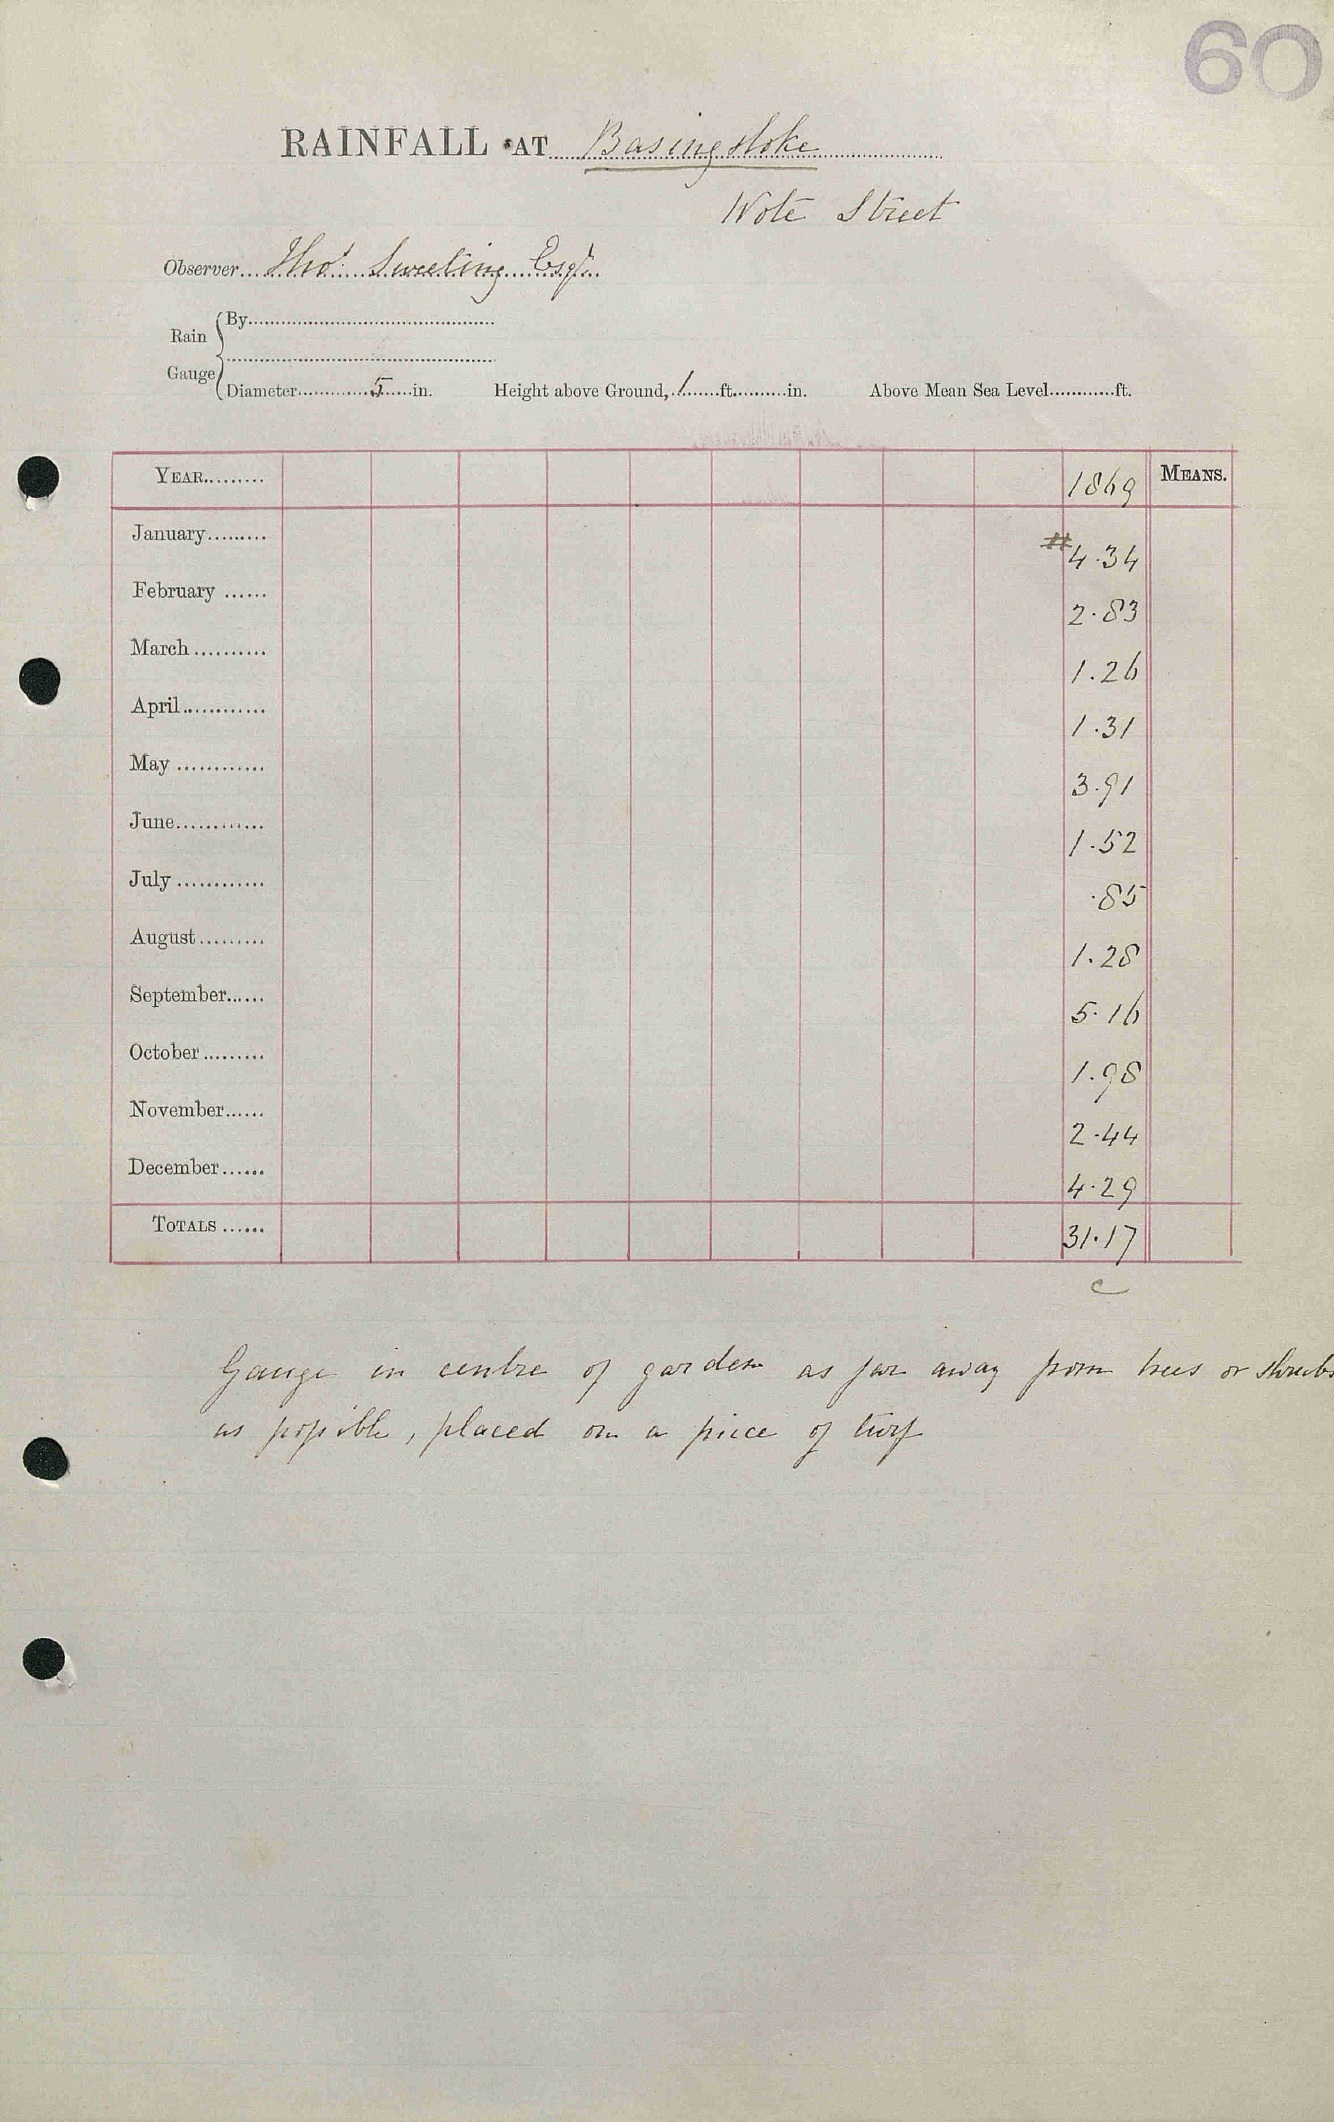 60
RAINFALL AT Basingstoke
Wote Street
Observer Thos Sweeting Esqr
Rain Gauge
By
Diameter 5 in. Height above Ground, 1 ft. in. Above Mean Sea Level ft.
YEAR 1869 MEANS.
January # 4.34
February 2.83
March 1.26
April 1.31
May 3.91
June 1.52
July .85
August 1.28
September 5.16
October 1.98
November 2.44
December 4.29
TOTALS 31.17
c
Gauge in centre of garden as far away from trees or shrubs
as possible, placed on a piece of turf